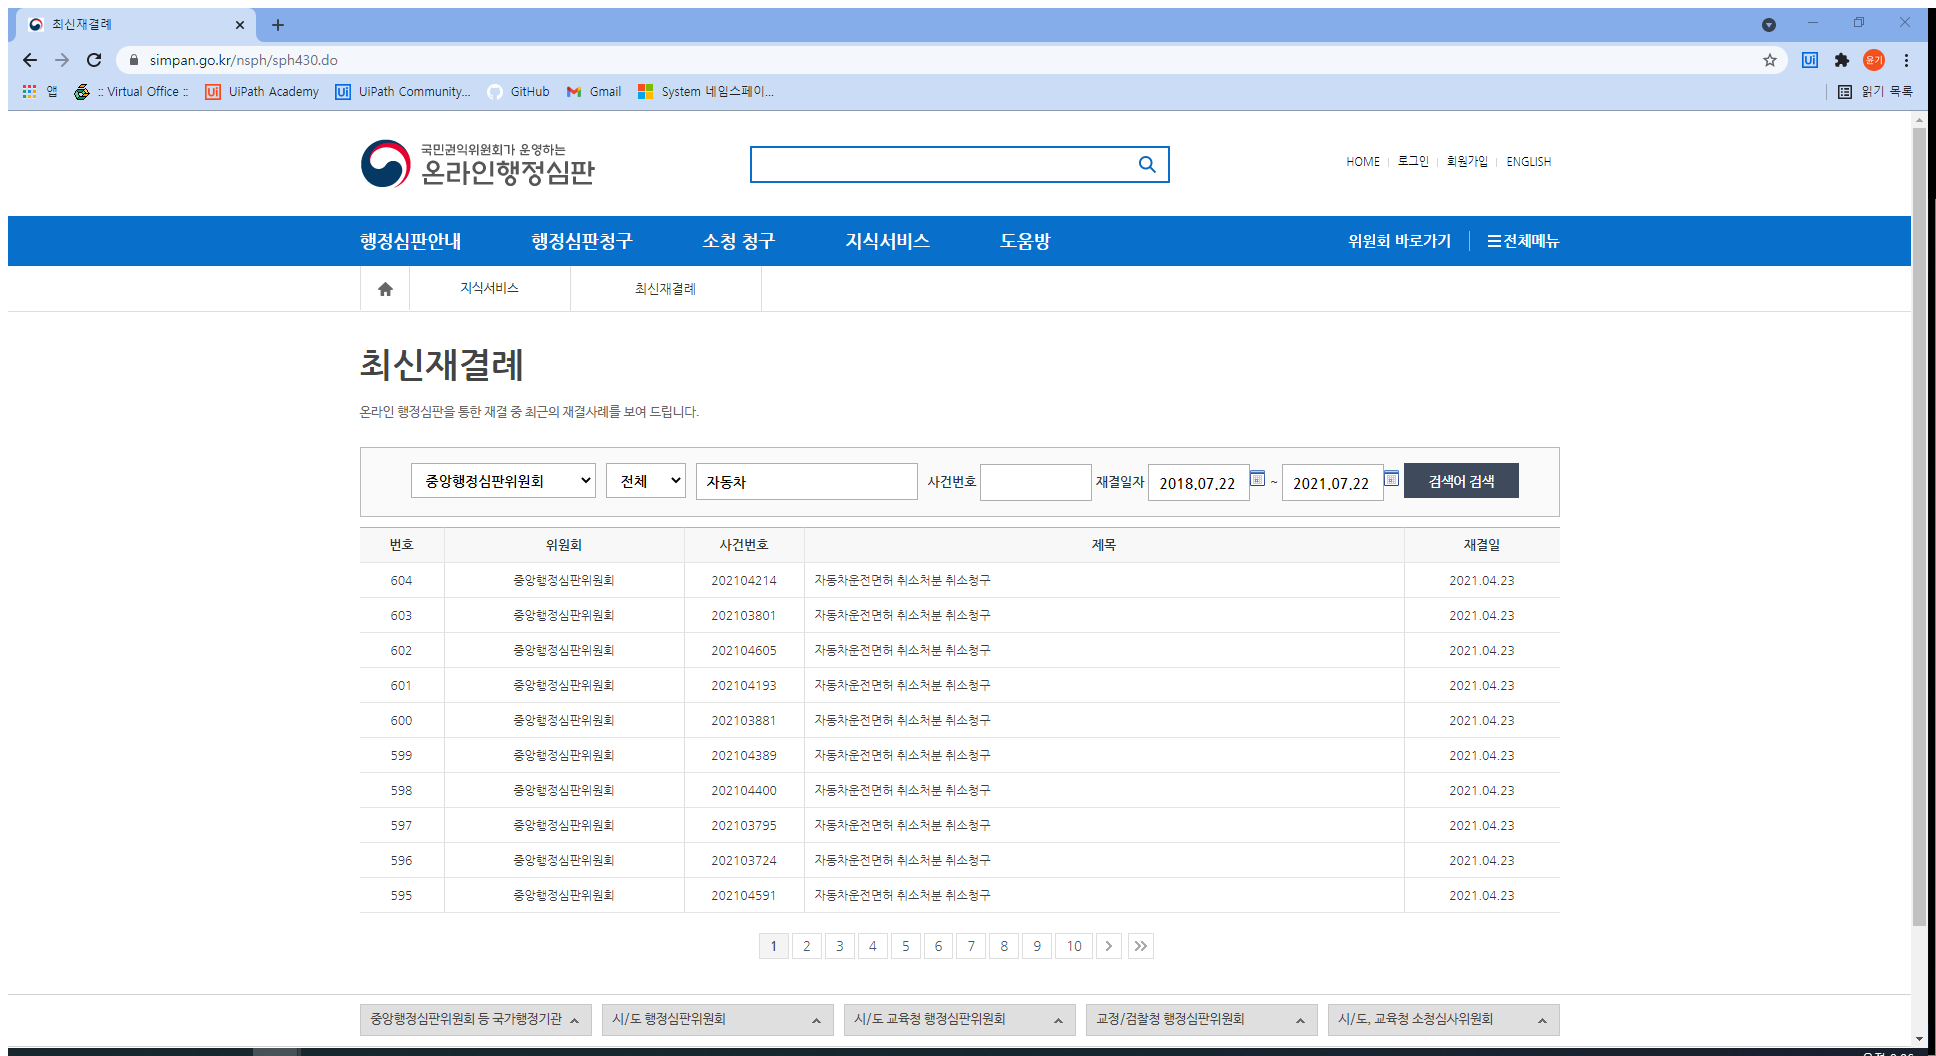 최신재결례
simpan.go.kr/nsph/sph430.do
윤기
앱 :: Virtual Office :: UiPath Academy UiPath Community... GitHub Gmail System 네임스페이... 읽기 목록
국민권익위원회가 운영하는
온라인행정심판
HOME 로그인 회원가입 ENGLISH
행정심판안내 행정심판청구 소청 청구 지식서비스 도움방 위원회 바로가기 전체메뉴
지식서비스 최신재결례
최신재결례
온라인 행정심판을 통한 재결 중 최근의 재결사례를 보여 드립니다.
중앙행정심판위원회 전체 자동차 사건번호 재결일자 2018.07.22 ~ 2021.07.22 검색어 검색
번호 위원회 사건번호 제목 재결일
604 중앙행정심판위원회 202104214 자동차운전면허 취소처분 취소청구 2021.04.23
603 중앙행정심판위원회 202103801 자동차운전면허 취소처분 취소청구 2021.04.23
602 중앙행정심판위원회 202104605 자동차운전면허 취소처분 취소청구 2021.04.23
601 중앙행정심판위원회 202104193 자동차운전면허 취소처분 취소청구 2021.04.23
600 중앙행정심판위원회 202103881 자동차운전면허 취소처분 취소청구 2021.04.23
599 중앙행정심판위원회 202104389 자동차운전면허 취소처분 취소청구 2021.04.23
598 중앙행정심판위원회 202104400 자동차운전면허 취소처분 취소청구 2021.04.23
597 중앙행정심판위원회 202103795 자동차운전면허 취소처분 취소청구 2021.04.23
596 중앙행정심판위원회 202103724 자동차운전면허 취소처분 취소청구 2021.04.23
595 중앙행정심판위원회 202104591 자동차운전면허 취소처분 취소청구 2021.04.23
1 2 3 4 5 6 7 8 9 10 > >>
중앙행정심판위원회 등 국가행정기관 시/도 행정심판위원회 시/도 교육청 행정심판위원회 교정/검찰청 행정심판위원회 시/도, 교육청 소청심사위원회